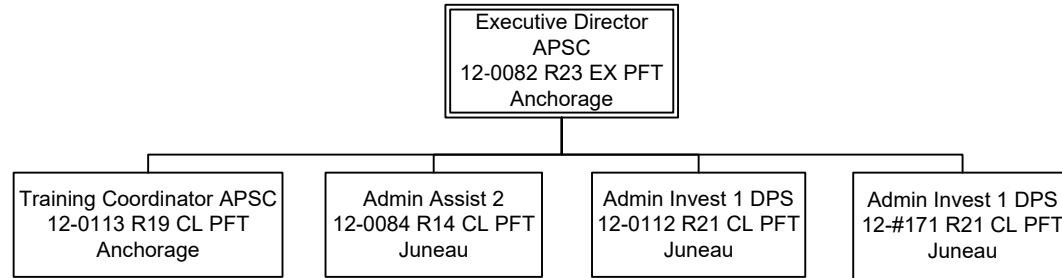 Executive Director
APSC
12-0082 R23 EX PFT
Anchorage
Training Coordinator APSC
12-0113 R19 CL PFT
Anchorage
Admin Assist 2
12-0084 R14 CL PFT
Juneau
Admin Invest 1 DPS
12-0112 R21 CL PFT
Juneau
Admin Invest 1 DPS
12-#171 R21 CL PFT
Juneau